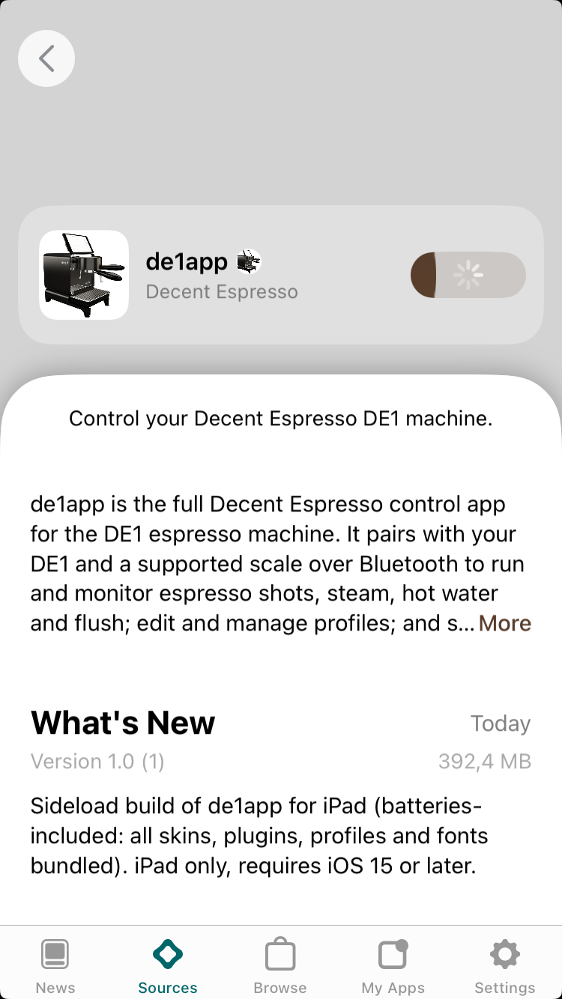 de1app
Decent Espresso
Control your Decent Espresso DE1 machine.
de1app is the full Decent Espresso control app
for the DE1 espresso machine. It pairs with your
DE1 and a supported scale over Bluetooth to run
and monitor espresso shots, steam, hot water
and flush; edit and manage profiles; and s... More
What's New
Today
Version 1.0 (1)
392,4 MB
Sideload build of de1app for iPad (batteries-
included: all skins, plugins, profiles and fonts
bundled). iPad only, requires iOS 15 or later.
News
Sources
Browse
My Apps
Settings